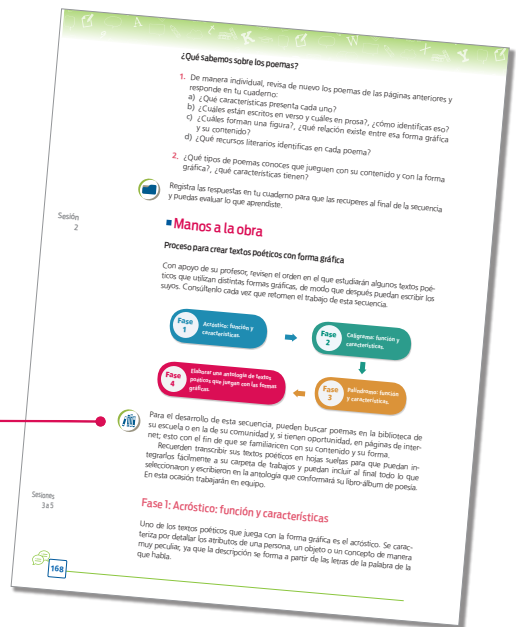 ¿Qué sabemos sobre los poemas?
1. De manera individual, revisa de nuevo los poemas de las páginas anteriores y
responde en tu cuaderno:
a) ¿Qué características presenta cada uno?
b) ¿Cuáles están escritos en verso y cuáles en prosa?, ¿cómo identificas eso?
c) ¿Cuáles forman una figura?, ¿qué relación existe entre esa forma gráfica
y su contenido?
d) ¿Qué recursos literarios identificas en cada poema?
2. ¿Qué tipos de poemas conoces que jueguen con su contenido y con la forma
gráfica?, ¿qué características tienen?
Registra las respuestas en tu cuaderno para que las recuperes al final de la secuencia
y puedas evaluar lo que aprendiste.
Sesión
2
Manos a la obra
Proceso para crear textos poéticos con forma gráfica
Con apoyo de su profesor, revisen el orden en el que estudiarán algunos textos poé-
ticos que utilizan distintas formas gráficas, de modo que después puedan escribir los
suyos. Consúltenlo cada vez que retomen el trabajo de esta secuencia.
Fase
1
Acróstico: función y
características.
Fase
2
Caligrama: función y
características.
Fase
4
Elaborar una antología de textos
poéticos que juegan con las formas
gráficas.
Fase
3
Palíndromo: función
y características.
Para el desarrollo de esta secuencia, pueden buscar poemas en la biblioteca de
su escuela o en la de su comunidad y, si tienen oportunidad, en páginas de inter-
net; esto con el fin de que se familiaricen con su contenido y su forma.
Recuerden transcribir sus textos poéticos en hojas sueltas para que puedan in-
tegrarlos fácilmente a su carpeta de trabajos y puedan incluir al final todo lo que
seleccionaron y escribieron en la antología que conformará su libro-álbum de poesía.
En esta ocasión trabajarán en equipo.
Sesiones
3 a 5
Fase 1: Acróstico: función y características
Uno de los textos poéticos que juega con la forma gráfica es el acróstico. Se carac-
teriza por detallar los atributos de una persona, un objeto o un concepto de manera
muy peculiar, ya que la descripción se forma a partir de las letras de la palabra de la
que habla.
168